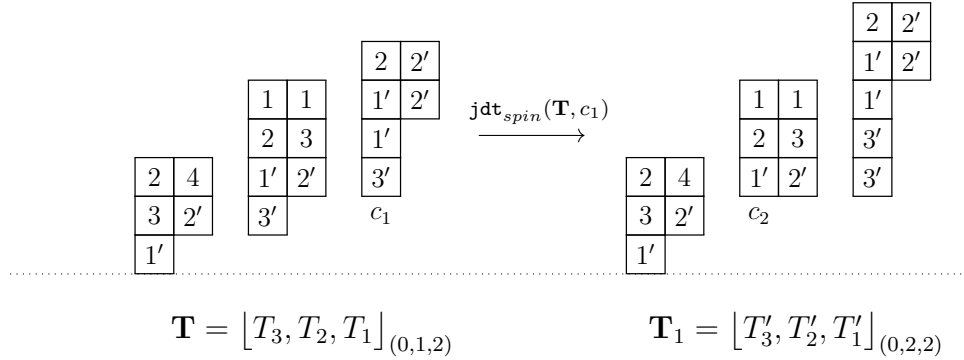 2 2′
2 2′ 1′ 2′
1 1 1′ 2′ jdt_spin(T, c₁) 1 1 1′
2 3 1′ 2 3 3′
2 4 1′ 2′ 3′ 2 4 1′ 2′ 3′
3 2′ 3′ c₁ 3 2′ c₂
1′ 1′
T = ⌊T₃, T₂, T₁⌋₍₀,₁,₂₎ T₁ = ⌊T′₃, T′₂, T′₁⌋₍₀,₂,₂₎